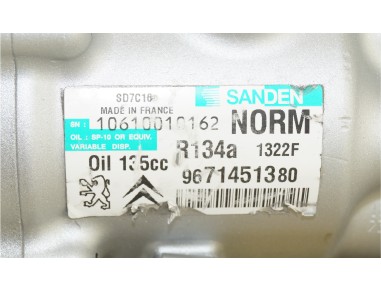 SD7C16 SANDEN
MADE IN FRANCE
SN: 10610010162 NORM
OIL : SP-10 OR EQUIV.
VARIABLE DISP. R134a 1322F
Oil 135cc 9671451380